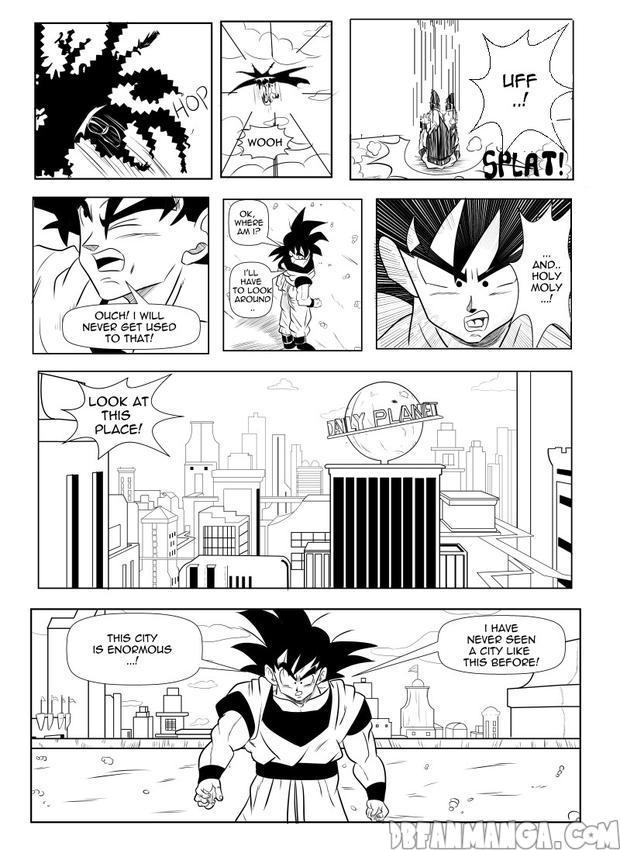 HOP
WOOH
UFF
..!
SPLAT!
OUCH! I WILL
NEVER GET USED
TO THAT!
OK,
WHERE
AM I?
I'LL
HAVE TO
LOOK
AROUND
..
...
AND..
HOLY
MOLY
...!
LOOK AT
THIS
PLACE!
DAILY PLANET
THIS CITY
IS ENORMOUS
...!
I HAVE
NEVER SEEN
A CITY LIKE
THIS BEFORE!
DBFANMANGA.COM